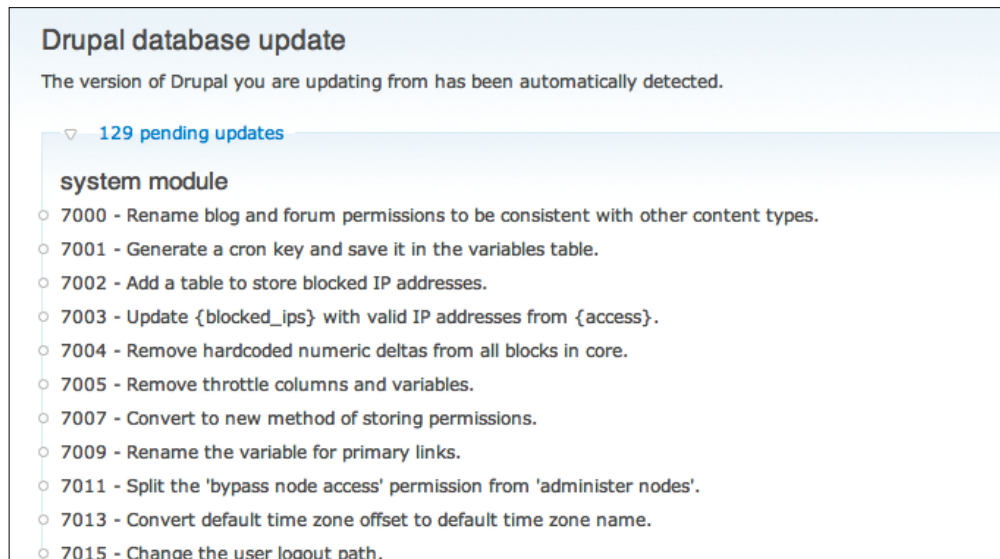 Drupal database update
The version of Drupal you are updating from has been automatically detected.
129 pending updates
system module
7000 - Rename blog and forum permissions to be consistent with other content types.
7001 - Generate a cron key and save it in the variables table.
7002 - Add a table to store blocked IP addresses.
7003 - Update {blocked_ips} with valid IP addresses from {access}.
7004 - Remove hardcoded numeric deltas from all blocks in core.
7005 - Remove throttle columns and variables.
7007 - Convert to new method of storing permissions.
7009 - Rename the variable for primary links.
7011 - Split the 'bypass node access' permission from 'administer nodes'.
7013 - Convert default time zone offset to default time zone name.
7015 - Change the user logout path.